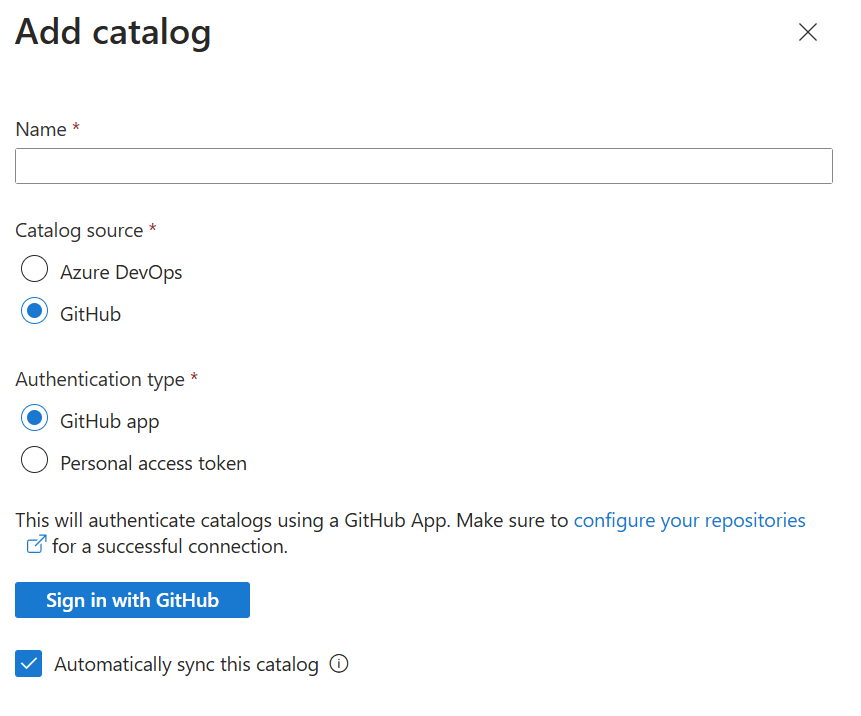 Add catalog
Name *
Catalog source *
Azure DevOps
GitHub
Authentication type *
GitHub app
Personal access token
This will authenticate catalogs using a GitHub App. Make sure to configure your repositories
for a successful connection.
Sign in with GitHub
Automatically sync this catalog